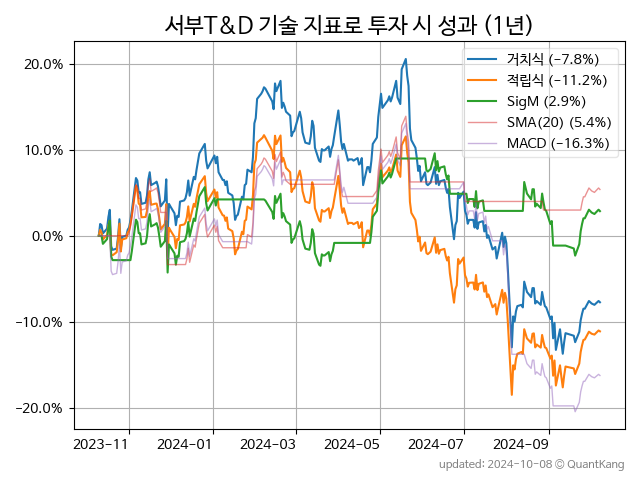 서부T&D 기술 지표로 투자 시 성과 (1년)
거치식 (−7.8%)
적립식 (−11.2%)
SigM (2.9%)
SMA(20) (5.4%)
MACD (−16.3%)
20.0%
10.0%
0.0%
−10.0%
−20.0%
2023-11 2024-01 2024-03 2024-05 2024-07 2024-09
updated: 2024-10-08 © QuantKang